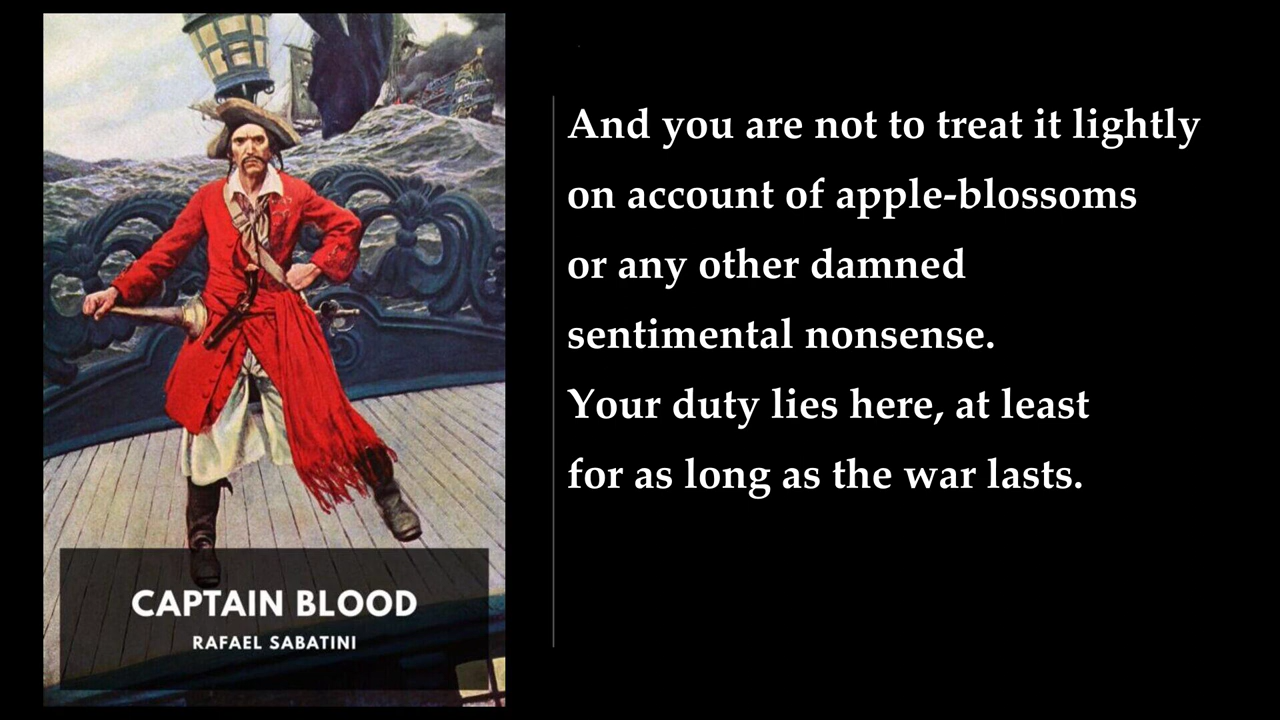 CAPTAIN BLOOD
RAFAEL SABATINI
And you are not to treat it lightly
on account of apple-blossoms
or any other damned
sentimental nonsense.
Your duty lies here, at least
for as long as the war lasts.